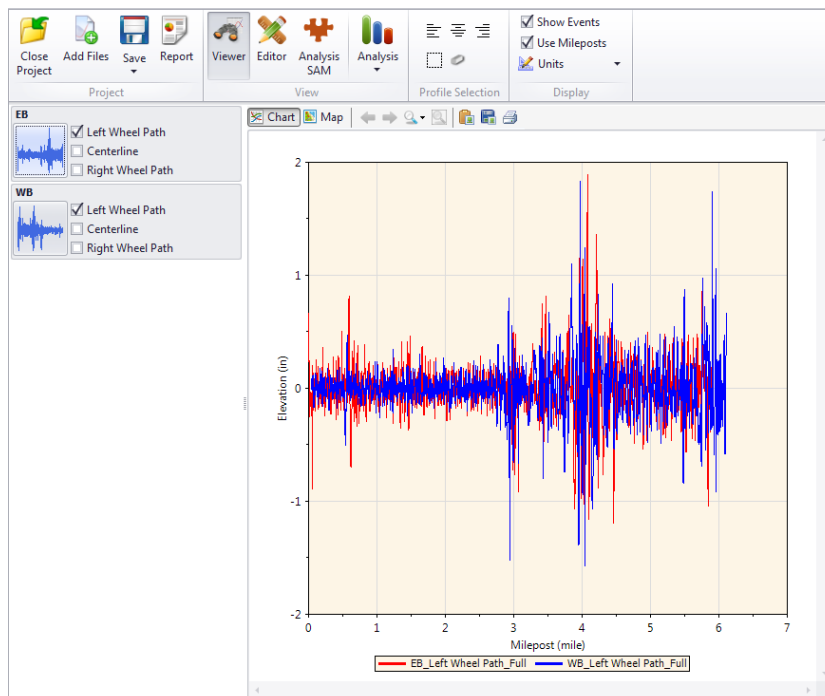 Close Project
Add Files
Save
Report
Project
Viewer
Editor
Analysis SAM
Analysis
View
Profile Selection
Show Events
Use Mileposts
Units
Display
EB
Left Wheel Path
Centerline
Right Wheel Path
WB
Left Wheel Path
Centerline
Right Wheel Path
Chart
Map
2
1
0
-1
-2
Elevation (in)
0 1 2 3 4 5 6 7
Milepost (mile)
EB_Left Wheel Path_Full WB_Left Wheel Path_Full